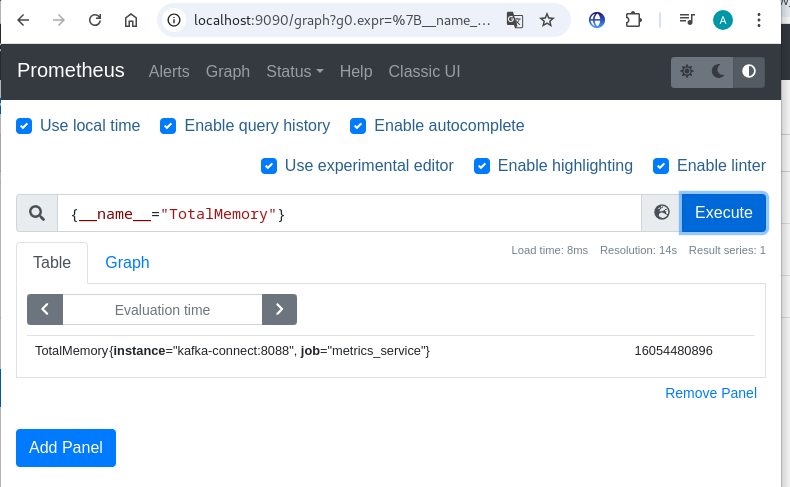 localhost:9090/graph?g0.expr=%7B__name_...
A
Prometheus Alerts Graph Status Help Classic UI
Use local time Enable query history Enable autocomplete
Use experimental editor Enable highlighting Enable linter
{__name__="TotalMemory"} Execute
Load time: 8ms Resolution: 14s Result series: 1
Table Graph
Evaluation time
TotalMemory{instance="kafka-connect:8088", job="metrics_service"} 16054480896
Remove Panel
Add Panel